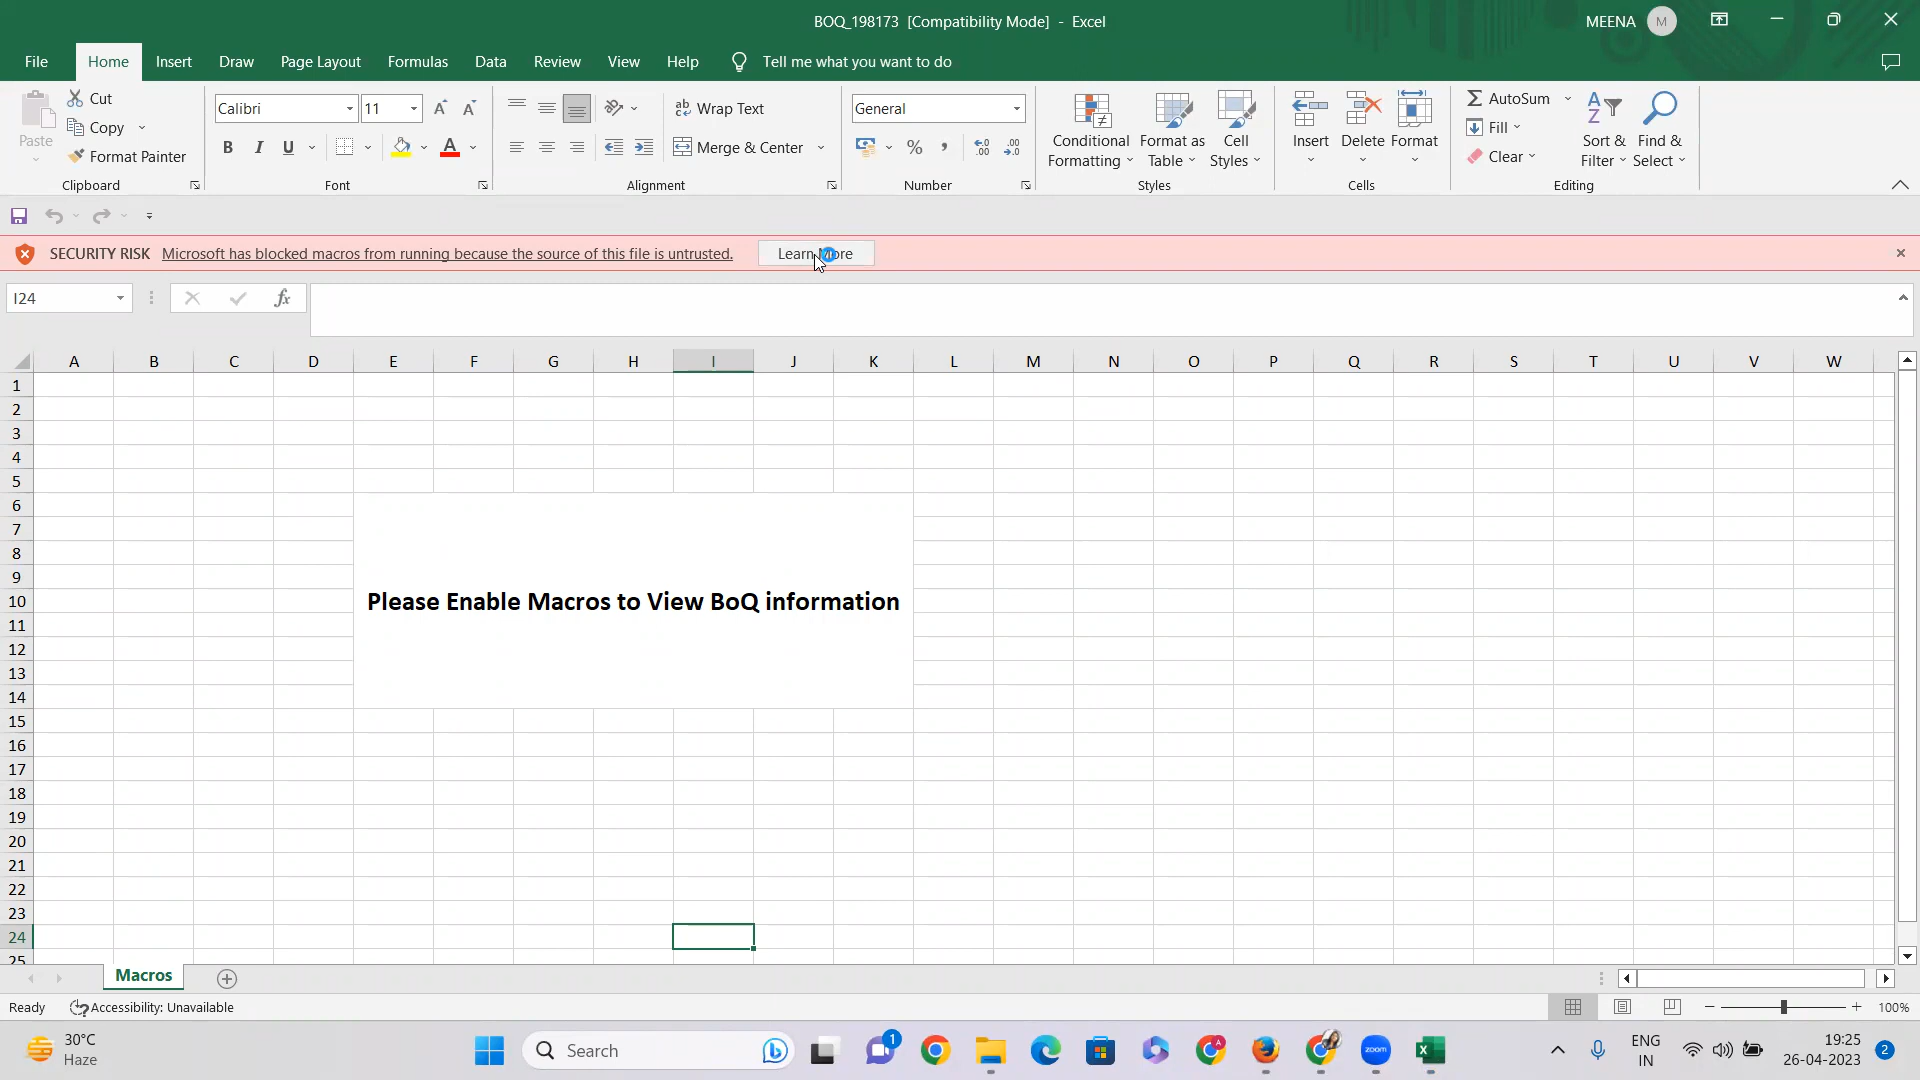 BOQ_198173 [Compatibility Mode] - Excel
MEENA M
File Home Insert Draw Page Layout Formulas Data Review View Help Tell me what you want to do
Paste
Cut
Copy
Format Painter
Clipboard
Calibri 11
B I U A
Font
ab Wrap Text
Merge & Center
Alignment
General
% ,
Number
Conditional Formatting
Format as Table
Cell Styles
Styles
Insert Delete Format
Cells
AutoSum
Fill
Clear
Sort & Filter
Find & Select
Editing
SECURITY RISK Microsoft has blocked macros from running because the source of this file is untrusted. Learn More
I24 fx
A B C D E F G H I J K L M N O P Q R S T U V W
1
2
3
4
5
6
7
8
9
10
11
12
13
14
15
16
17
18
19
20
21
22
23
24
25
Please Enable Macros to View BoQ information
Macros
Ready Accessibility: Unavailable 100%
30°C
Haze
Search
1
zoom
ENG
IN
19:25
26-04-2023
2